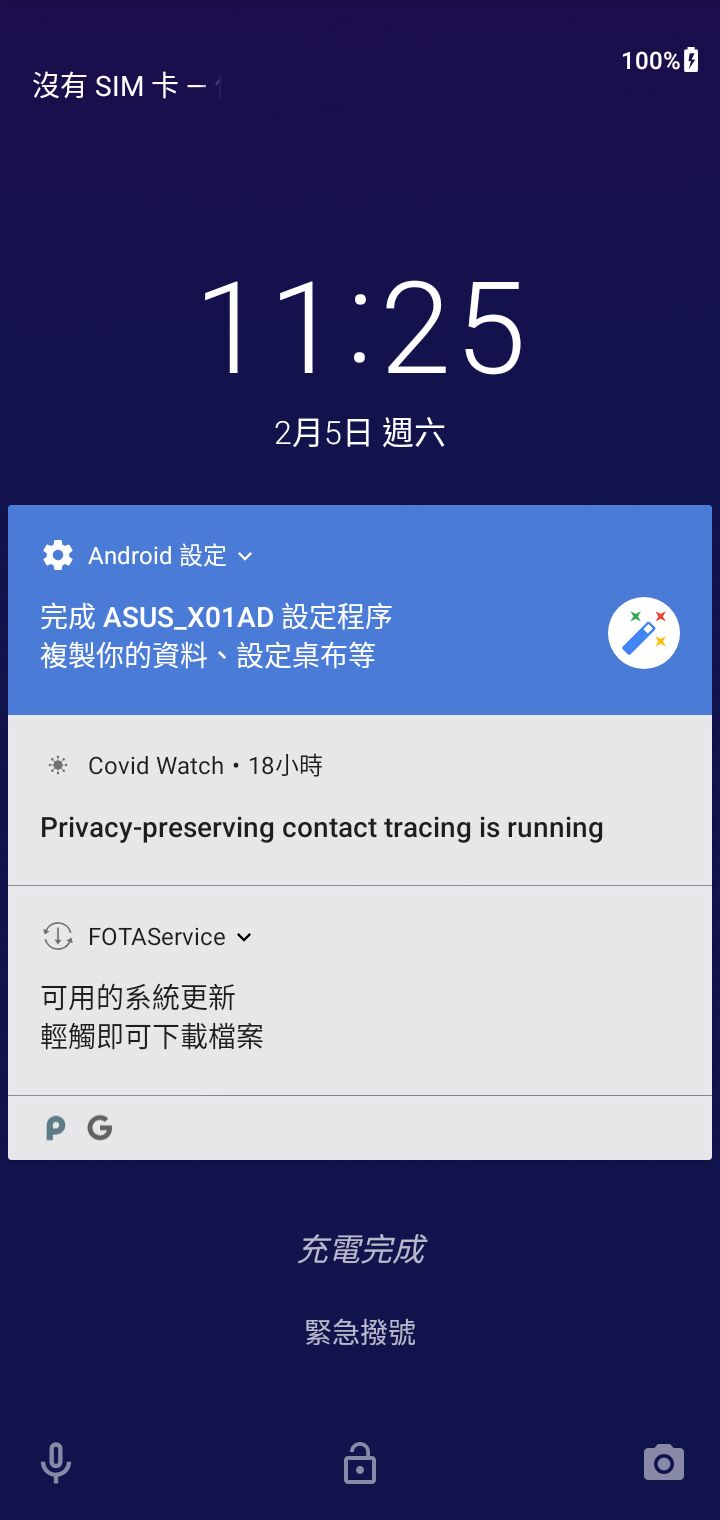 100%
沒有 SIM 卡 –
11:25
2月5日 週六
Android 設定
完成 ASUS_X01AD 設定程序
複製你的資料、設定桌布等
Covid Watch • 18小時
Privacy-preserving contact tracing is running
FOTAService
可用的系統更新
輕觸即可下載檔案
充電完成
緊急撥號